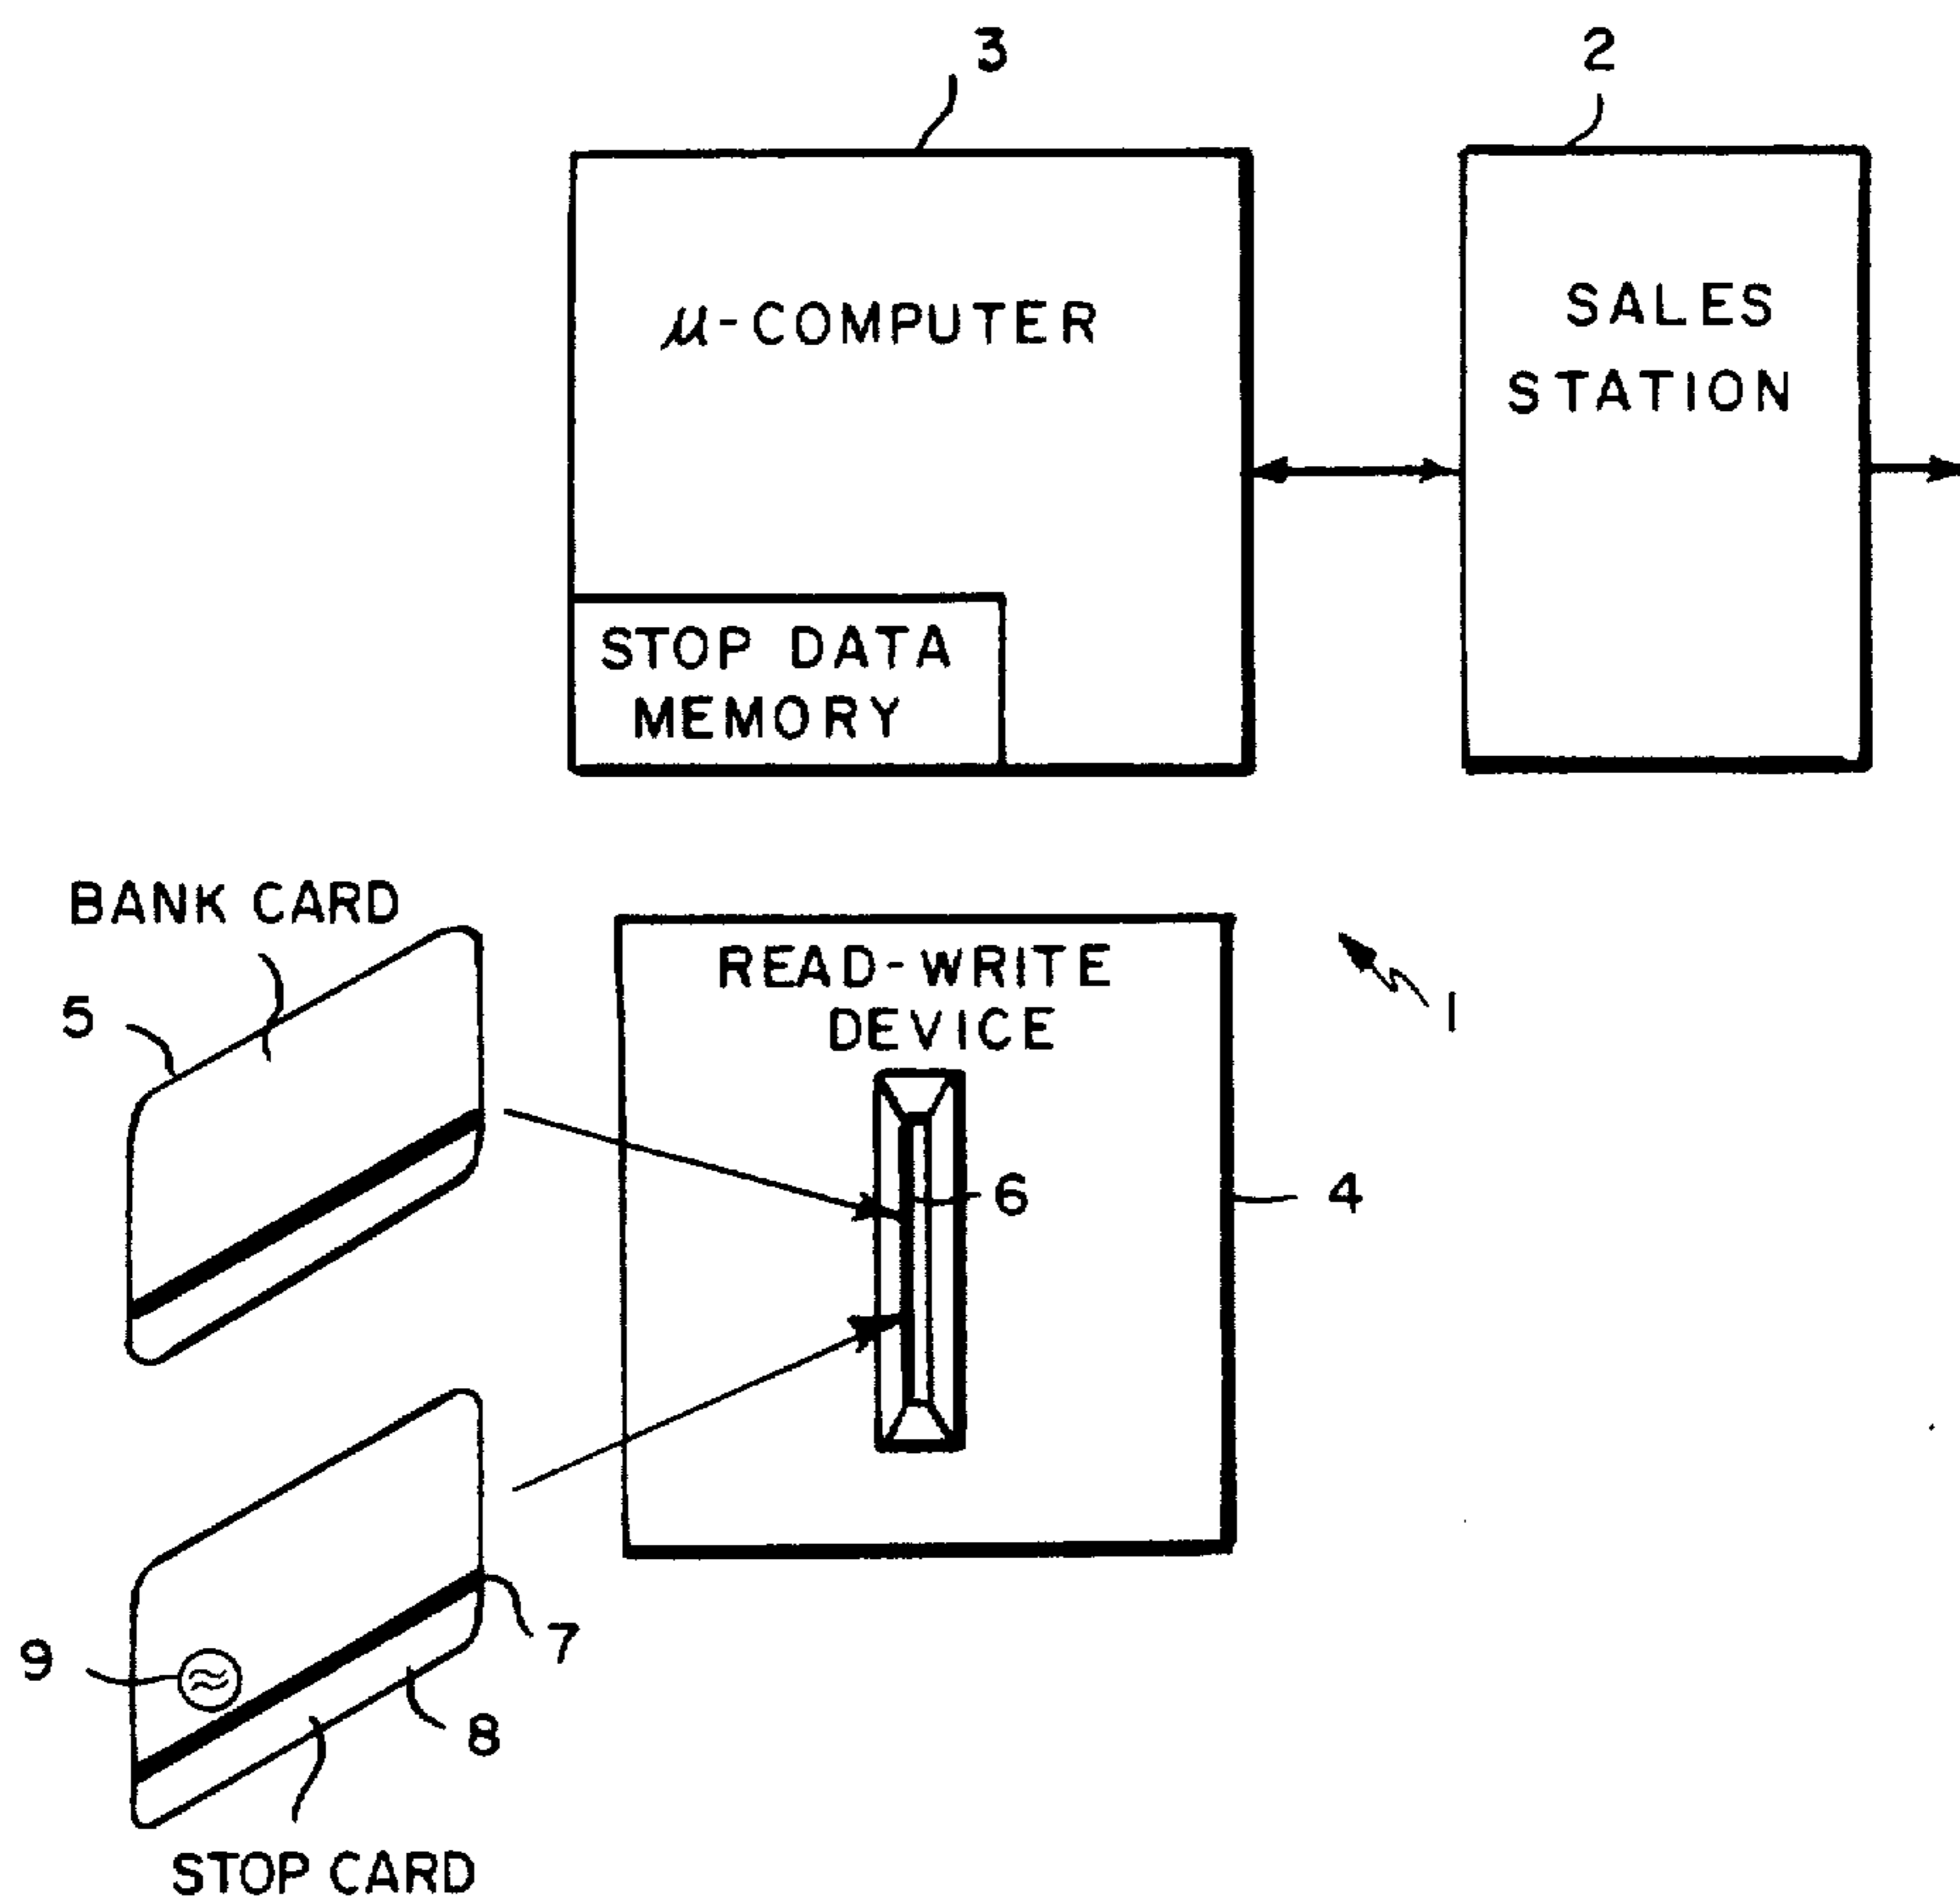 3
2
μ-COMPUTER
SALES
STATION
STOP DATA
MEMORY
BANK CARD
READ-WRITE
DEVICE
5
1
6
4
7
9
8
STOP CARD